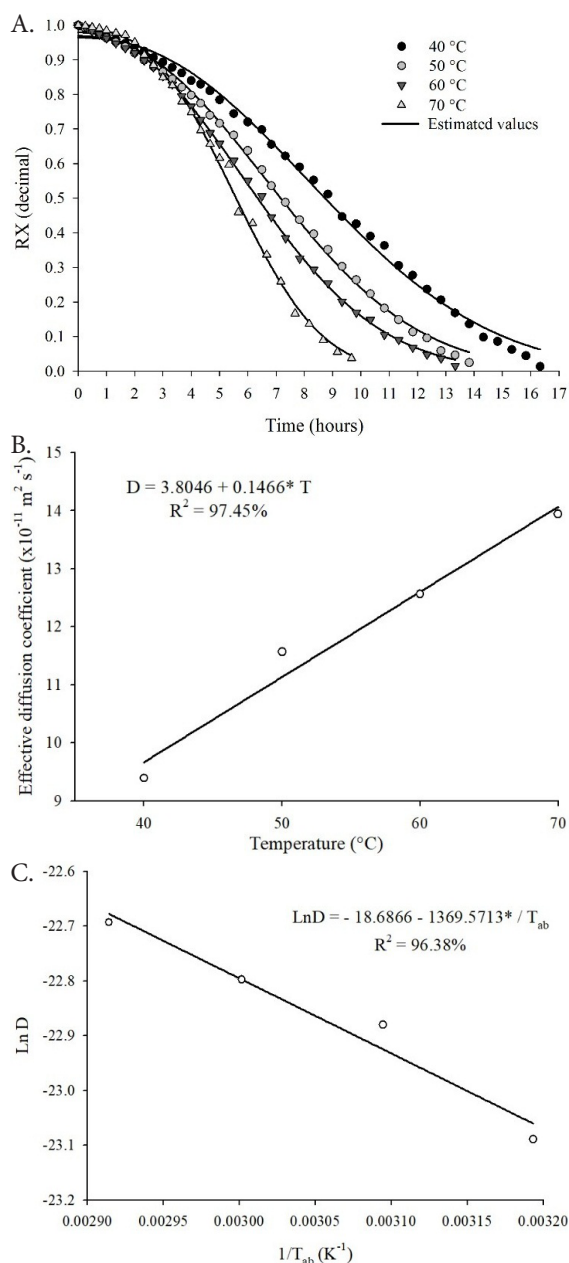 A.
1.0
0.9
0.8
0.7
0.6
0.5
0.4
0.3
0.2
0.1
0.0
RX (decimal)
40 °C
50 °C
60 °C
70 °C
Estimated values
0 1 2 3 4 5 6 7 8 9 10 11 12 13 14 15 16 17
Time (hours)
B.
15
14
13
12
11
10
9
Effective diffusion coefficient (x10⁻¹¹ m² s⁻¹)
D = 3.8046 + 0.1466* T
R² = 97.45%
40 50 60 70
Temperature (°C)
C.
-22.6
-22.7
-22.8
-22.9
-23.0
-23.1
-23.2
Ln D
LnD = - 18.6866 - 1369.5713* / Tab
R² = 96.38%
0.00290 0.00295 0.00300 0.00305 0.00310 0.00315 0.00320
1/Tab (K⁻¹)